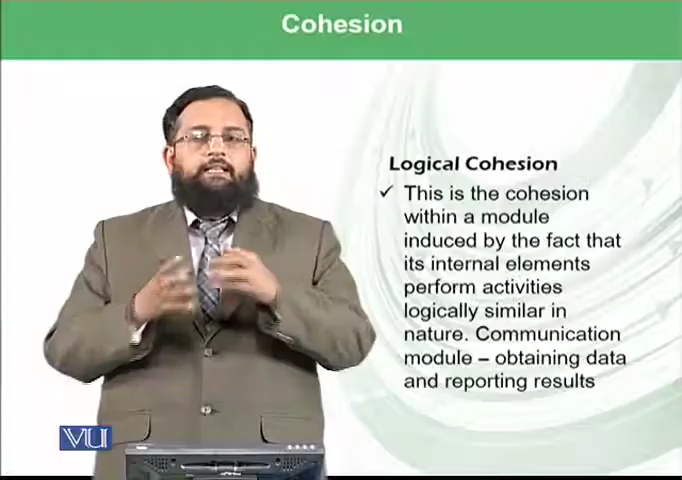 Cohesion
Logical Cohesion
✓ This is the cohesion
within a module
induced by the fact that
its internal elements
perform activities
logically similar in
nature. Communication
module – obtaining data
and reporting results
VU